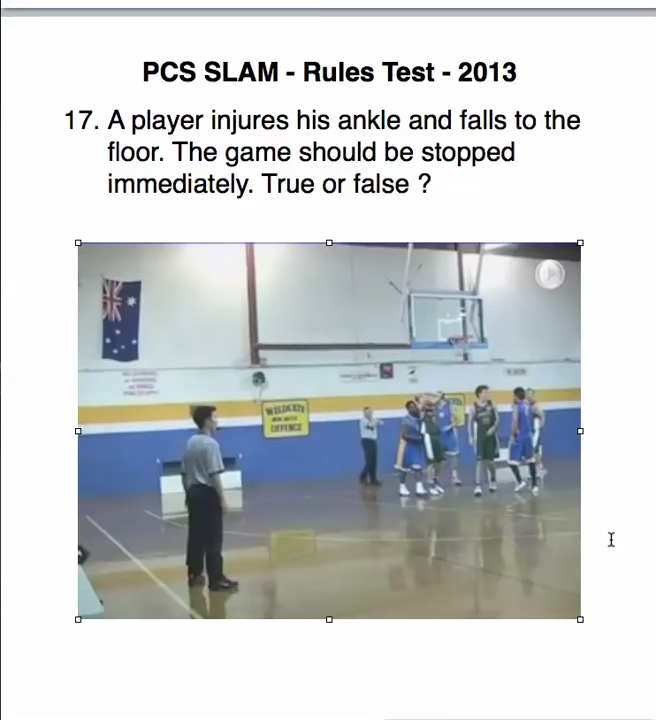 PCS SLAM - Rules Test - 2013
17. A player injures his ankle and falls to the
floor. The game should be stopped
immediately. True or false ?
WILDCATS
OFFENCE